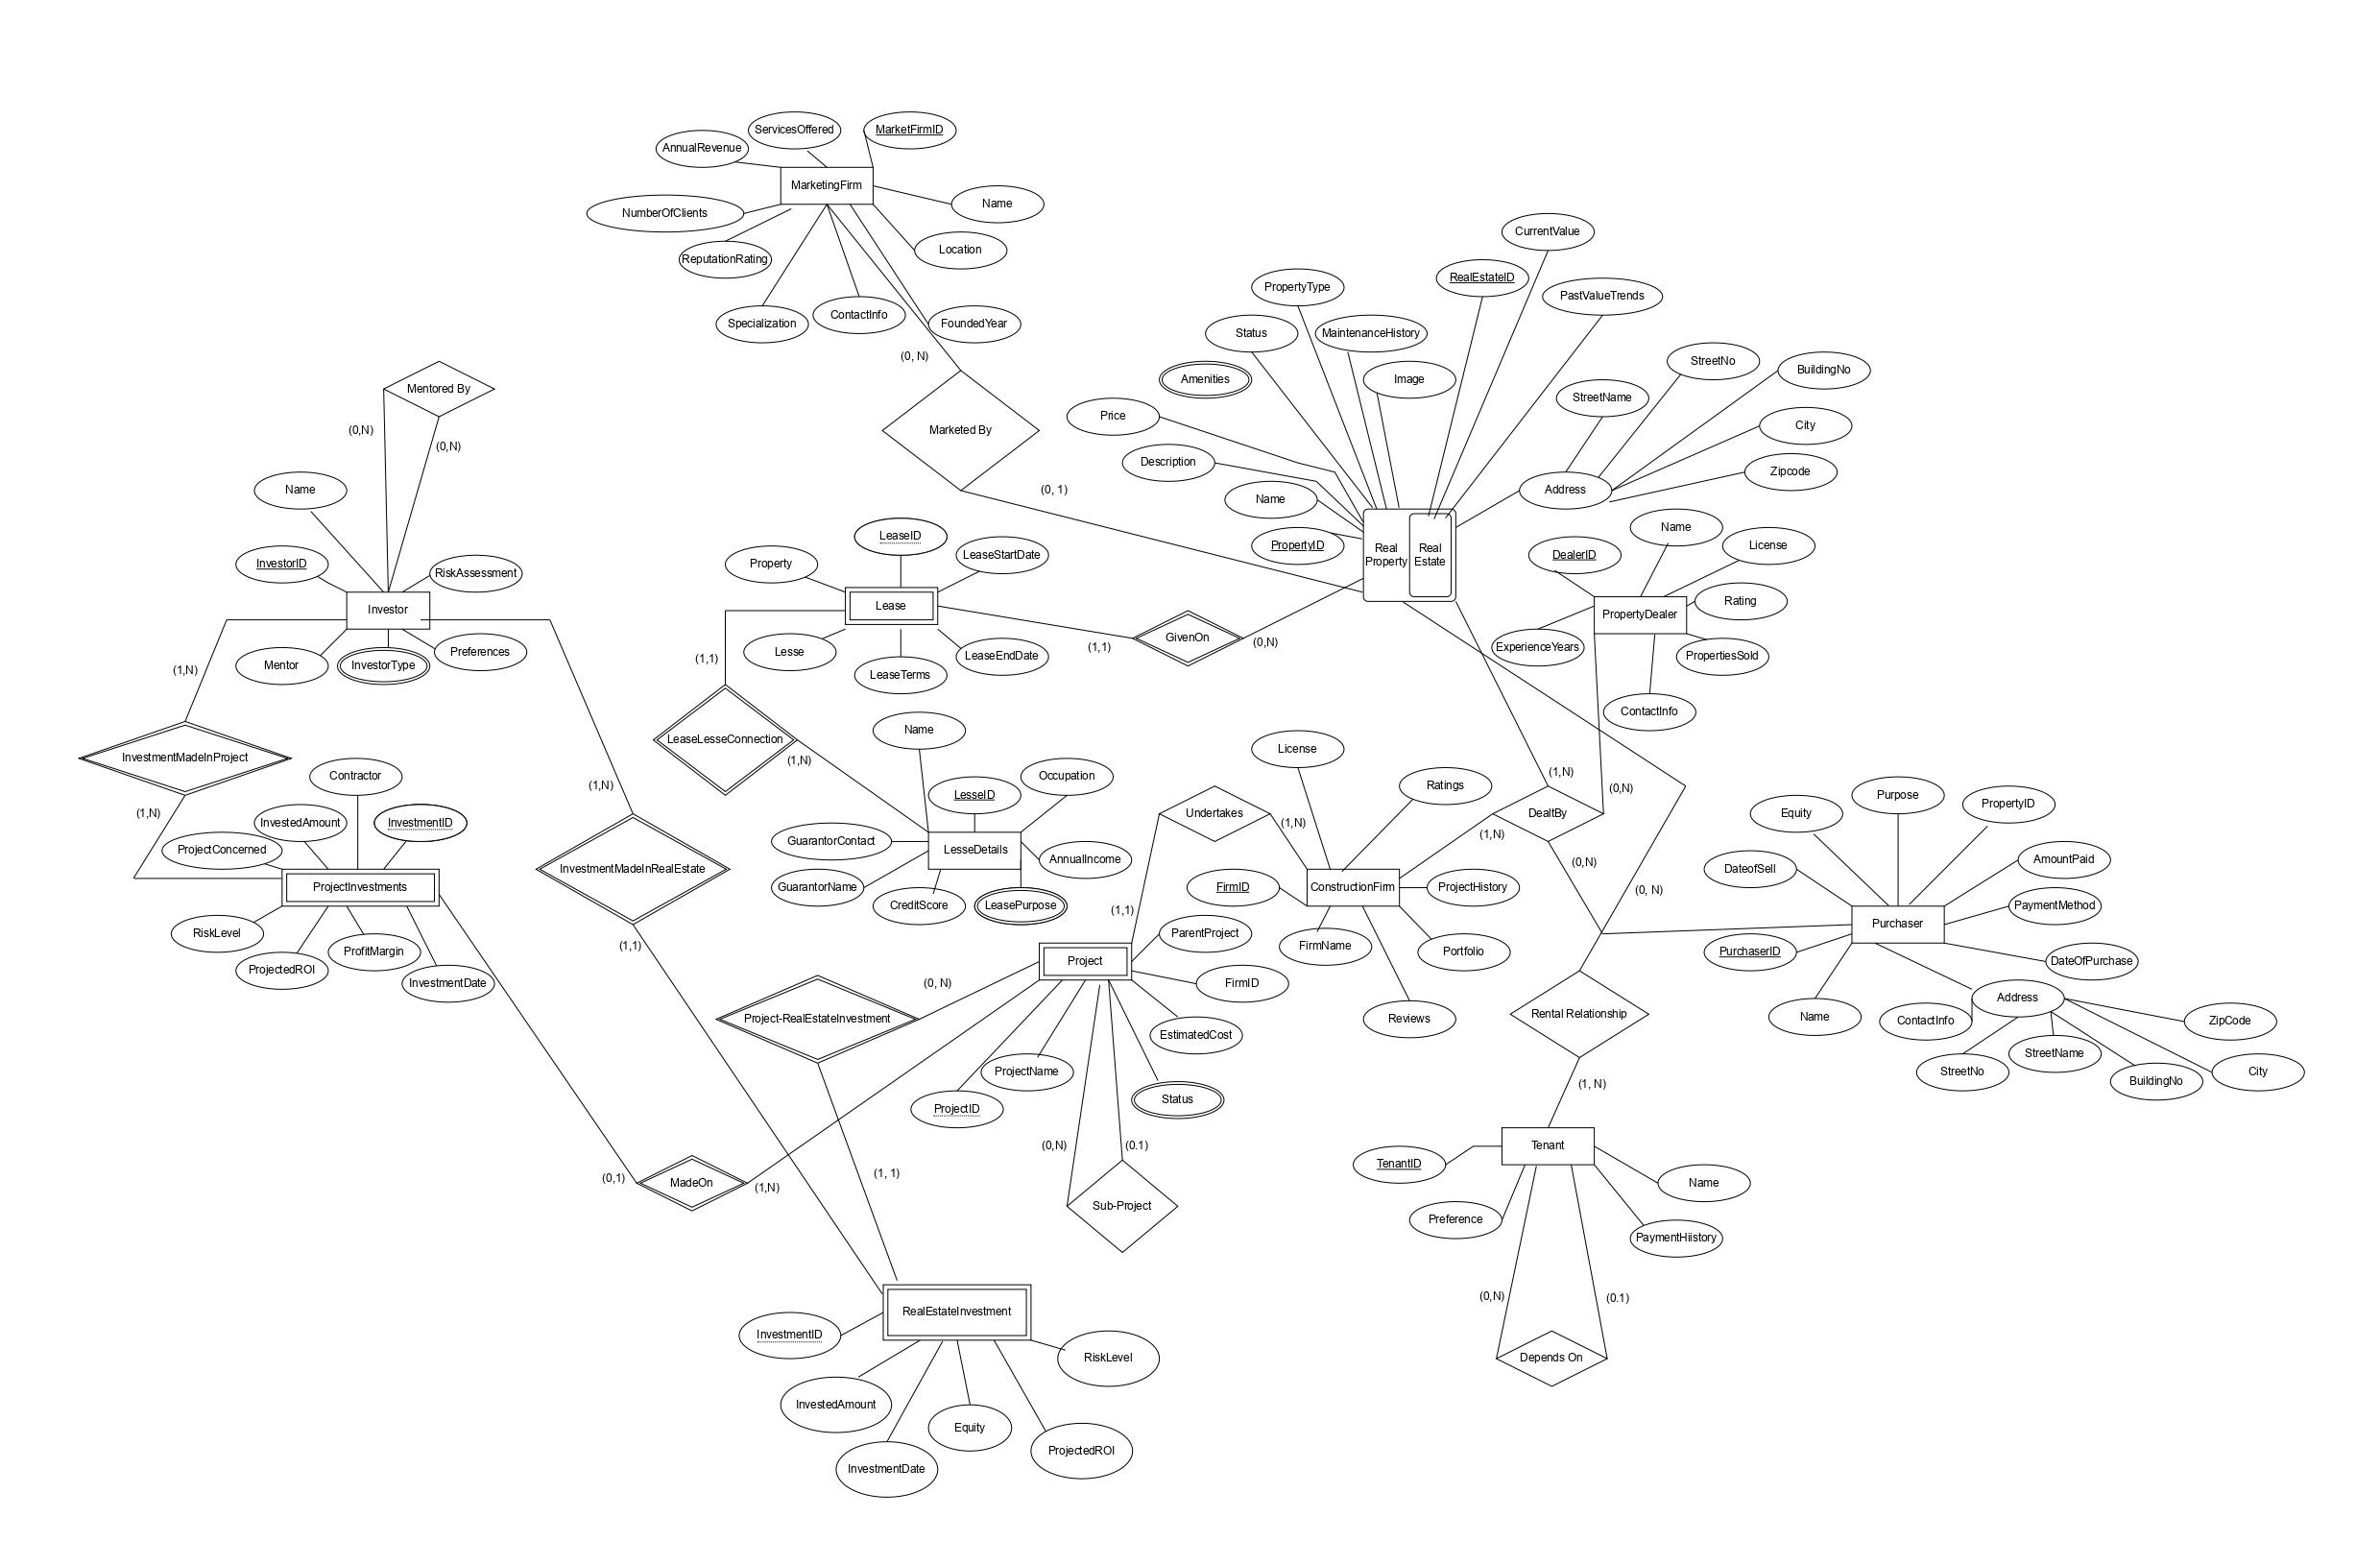 ServicesOffered
MarketFirmID
AnnualRevenue
MarketingFirm
NumberOfClients
Name
ReputationRating
Location
Specialization
ContactInfo
FoundedYear
(0, N)
Marketed By
(0, 1)
CurrentValue
RealEstateID
PropertyType
PastValueTrends
Status
MaintenanceHistory
Amenities
Image
Price
Description
Name
PropertyID
Real
Property
Real
Estate
StreetNo
BuildingNo
StreetName
City
Zipcode
Address
Mentored By
(0,N)
(0,N)
Name
InvestorID
RiskAssessment
Investor
Mentor
InvestorType
Preferences
(1,N)
InvestmentMadeInProject
(1,N)
(1,N)
InvestmentMadeInRealEstate
(1,1)
LeaseID
Property
LeaseStartDate
Lease
Lesse
LeaseTerms
LeaseEndDate
(1,1)
GivenOn
(0,N)
(1,1)
LeaseLesseConnection
(1,N)
Name
DealerID
License
PropertyDealer
Rating
ExperienceYears
PropertiesSold
ContactInfo
Name
LesseID
Occupation
GuarantorContact
LesseDetails
AnnualIncome
GuarantorName
CreditScore
LeasePurpose
Contractor
InvestedAmount
InvestmentID
ProjectConcerned
ProjectInvestments
RiskLevel
ProjectedROI
ProfitMargin
InvestmentDate
License
Ratings
Undertakes
(1,N)
(1,1)
FirmID
ConstructionFirm
ProjectHistory
FirmName
Portfolio
Reviews
(1,N)
(0,N)
DealtBy
(1,N)
(0,N)
(0, N)
Equity
Purpose
PropertyID
DateofSell
AmountPaid
PaymentMethod
Purchaser
PurchaserID
DateOfPurchase
Name
ContactInfo
Address
ZipCode
StreetNo
StreetName
BuildingNo
City
ParentProject
Project
FirmID
(0, N)
Project-RealEstateInvestment
EstimatedCost
ProjectName
ProjectID
Status
(0,N)
(0.1)
Sub-Project
(0,1)
MadeOn
(1,N)
(1, 1)
Rental Relationship
(1, N)
Tenant
TenantID
Name
Preference
PaymentHiistory
(0,N)
(0.1)
Depends On
RealEstateInvestment
InvestmentID
RiskLevel
InvestedAmount
Equity
ProjectedROI
InvestmentDate